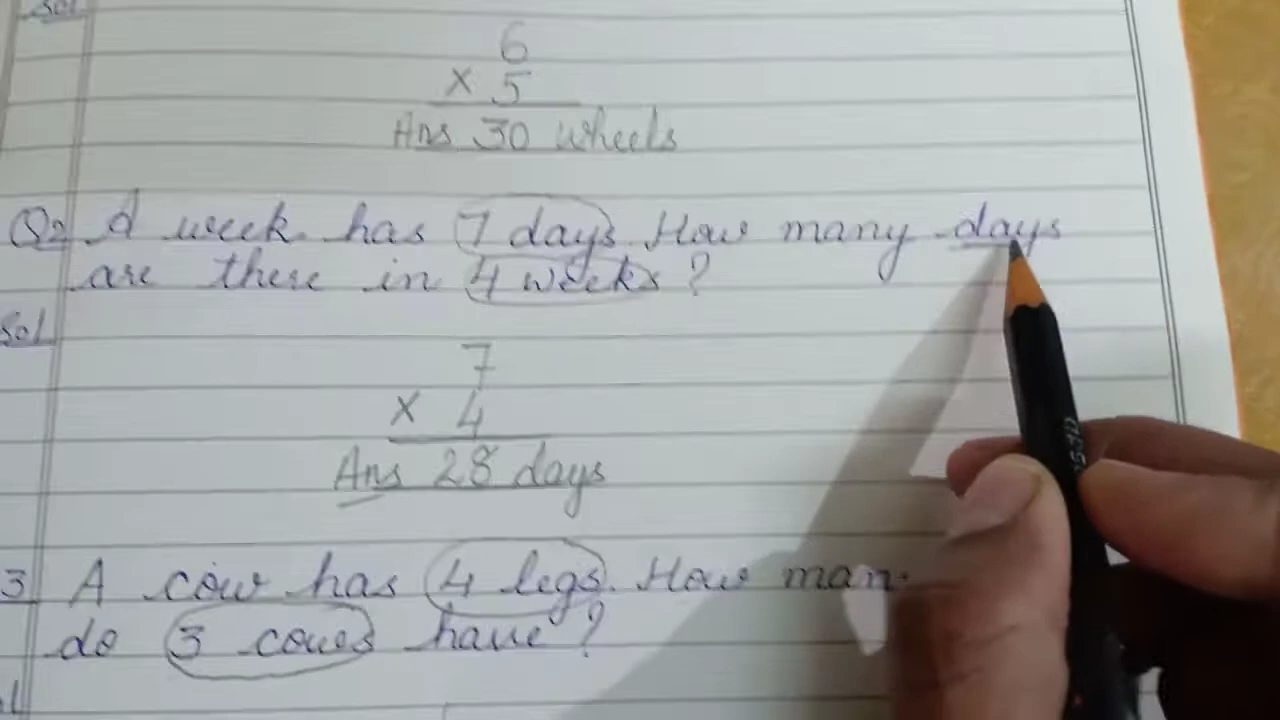 Sol
6
× 5
Ans 30 wheels
Q2 A week has 7 days. How many days
are there in 4 weeks?
Sol
7
× 4
Ans 28 days
3 A cow has 4 legs. How man
do 3 cows have?